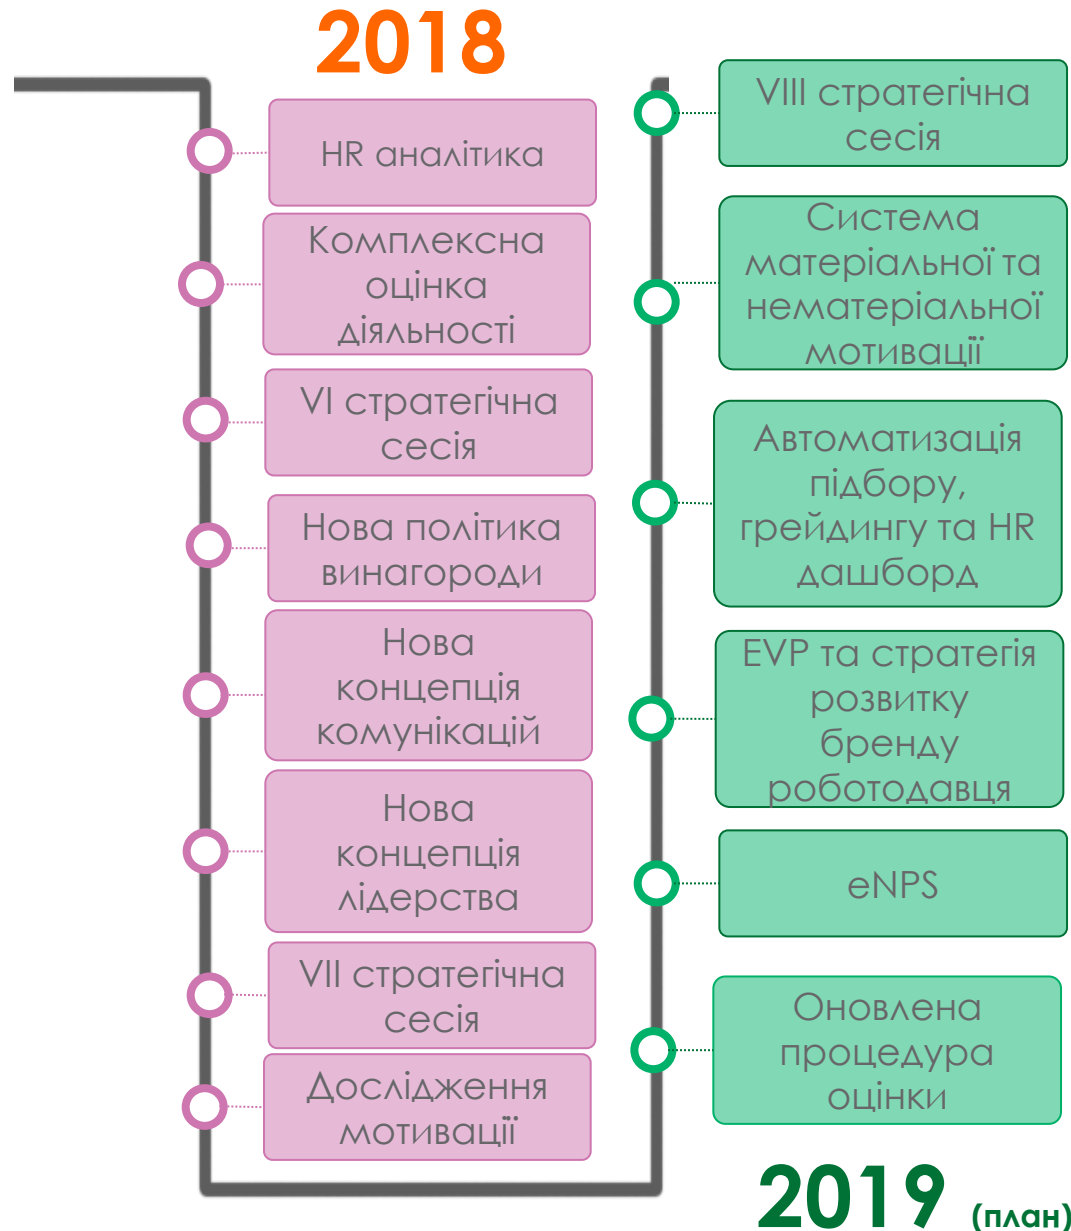 2018
HR аналітика
Комплексна
оцінка
діяльності
VI стратегічна
сесія
Нова політика
винагороди
Нова
концепція
комунікацій
Нова
концепція
лідерства
VII стратегічна
сесія
Дослідження
мотивації
VIII стратегічна
сесія
Система
матеріальної та
нематеріальної
мотивації
Автоматизація
підбору,
грейдингу та HR
дашборд
EVP та стратегія
розвитку
бренду
роботодавця
eNPS
Оновлена
процедура
оцінки
2019 (план)